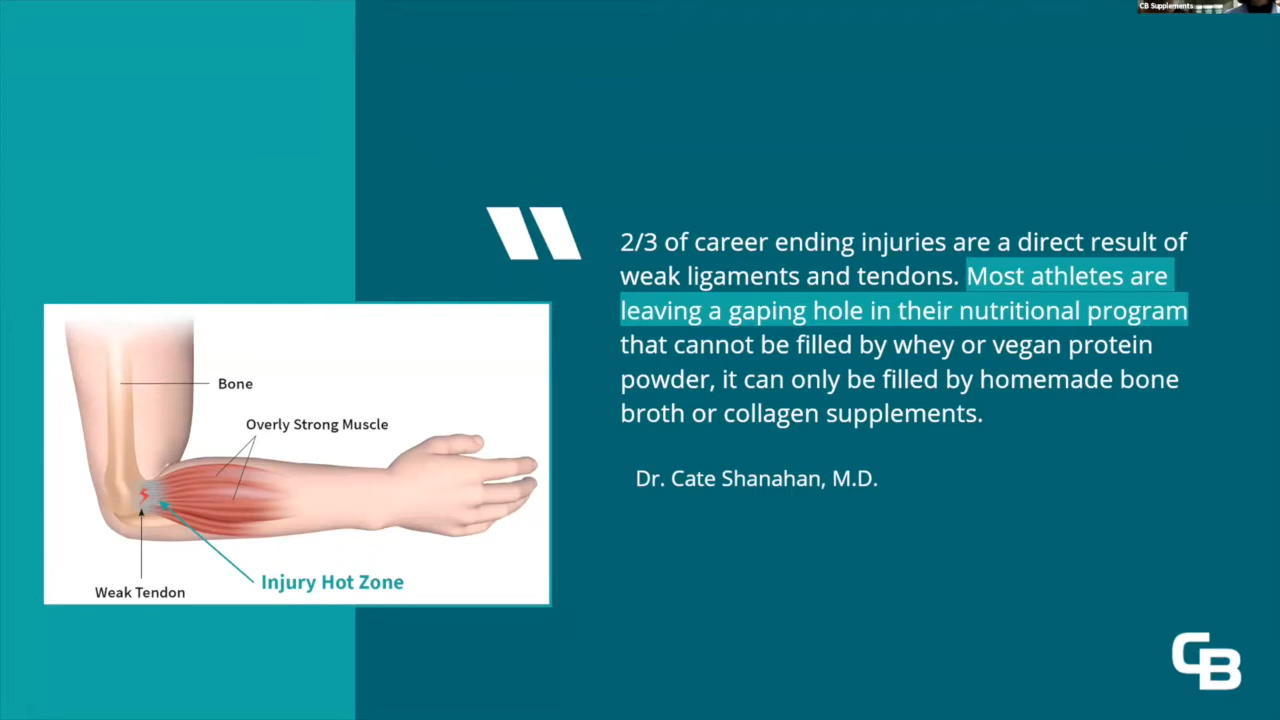 CB Supplements
2/3 of career ending injuries are a direct result of
weak ligaments and tendons. Most athletes are
leaving a gaping hole in their nutritional program
that cannot be filled by whey or vegan protein
powder, it can only be filled by homemade bone
broth or collagen supplements.
Dr. Cate Shanahan, M.D.
Bone
Overly Strong Muscle
Injury Hot Zone
Weak Tendon
CB